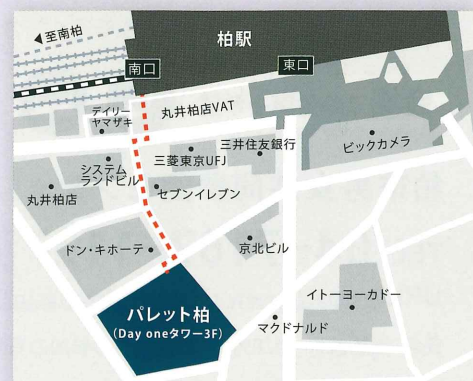 ◀至南柏
柏駅
南口
東口
デイリー
ヤマザキ
丸井柏店VAT
三井住友銀行
ビックカメラ
システム
ランドビル
三菱東京UFJ
丸井柏店
セブンイレブン
ドン・キホーテ
京北ビル
パレット柏
(Day oneタワー3F)
イトーヨーカドー
マクドナルド